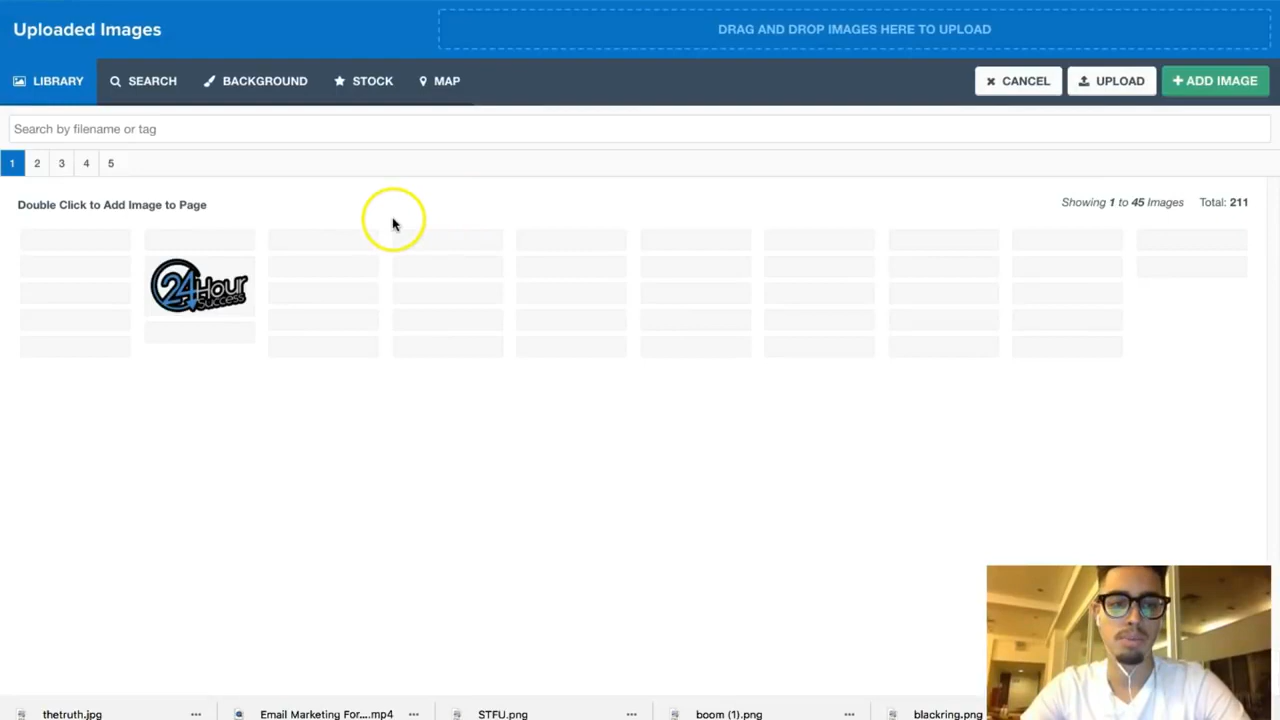 Uploaded Images
DRAG AND DROP IMAGES HERE TO UPLOAD
LIBRARY SEARCH BACKGROUND STOCK MAP CANCEL UPLOAD + ADD IMAGE
Search by filename or tag
1 2 3 4 5
Double Click to Add Image to Page
Showing 1 to 45 Images Total: 211
24Hour
Success
thetruth.jpg ... Email Marketing For....mp4 ... STFU.png ... boom (1).png ... blackring.png